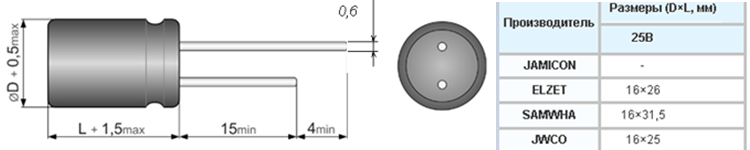 0,6
øD + 0,5max
L + 1,5max
15min
4min
Производитель
Размеры (D×L, мм)
25В
JAMICON -
ELZET 16×26
SAMWHA 16×31,5
JWCO 16×25